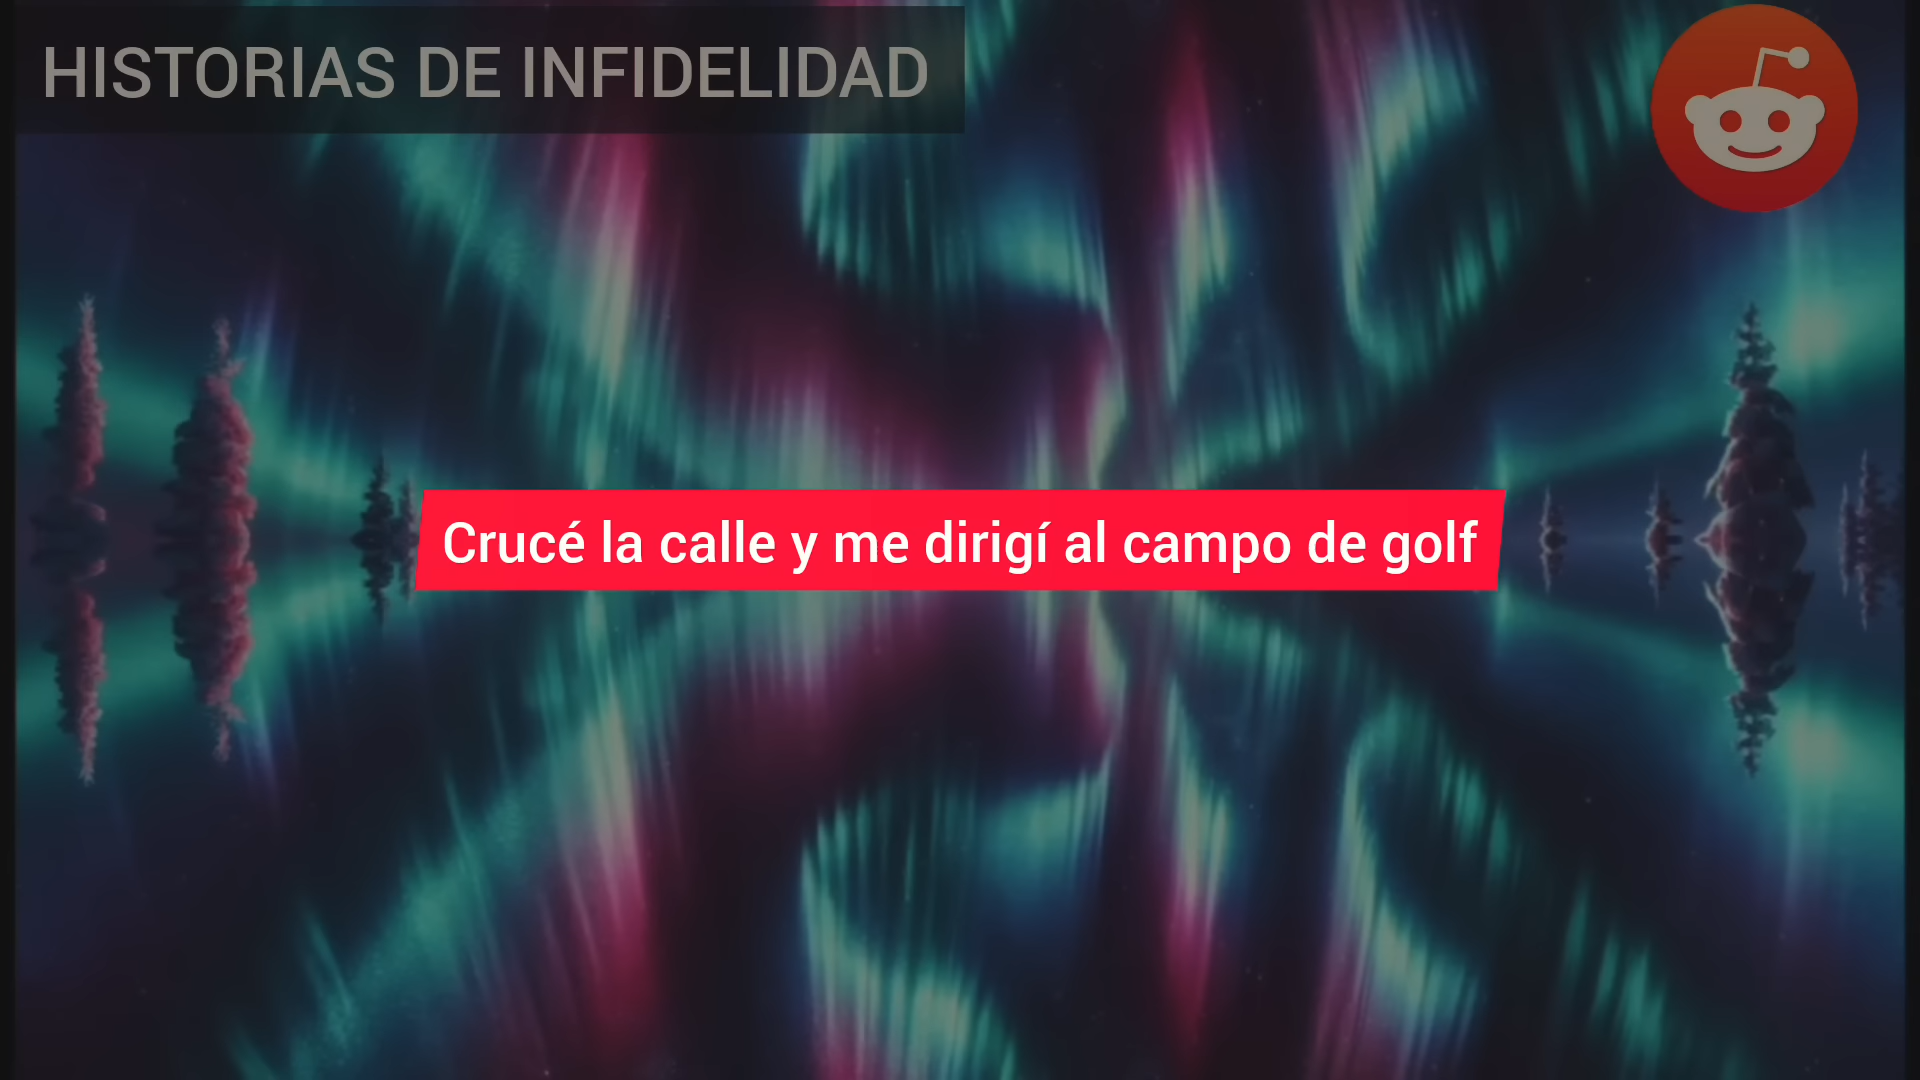 HISTORIAS DE INFIDELIDAD
Crucé la calle y me dirigí al campo de golf